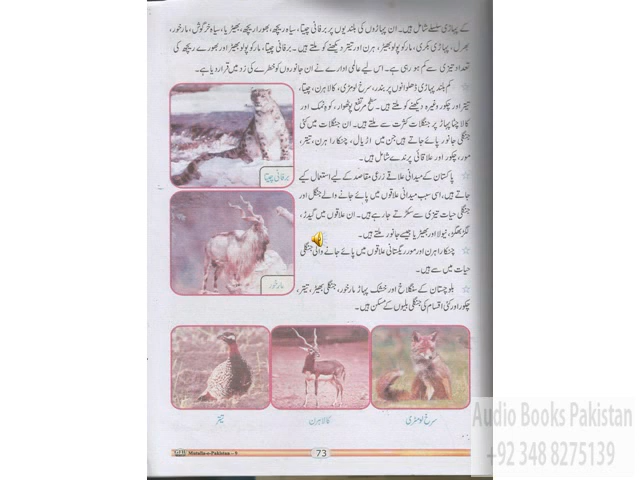 کے پہاڑی سلسلے شامل ہیں۔ ان پہاڑوں کی بلندیوں پر برفانی چیتا، سیاہ ریچھ، بھورا ریچھ، بھیڑیا، سیاہ خرگوش، مارخور،
بھرل، پہاڑی بکری، مارکوپولو بھیڑ، ہرن اور تیتر دیکھنے کو ملتے ہیں۔ برفانی چیتا، مارکوپولو بھیڑ اور بھورے ریچھ کی
تعداد تیزی سے کم ہو رہی ہے۔ اس لیے عالمی ادارے نے ان جانوروں کو خطرے کی زد میں قرار دیا ہے۔
☆ کم بلند پہاڑی ڈھلوانوں پر بندر، سرخ لومڑی، کالا ہرن، چیتا،
تیتر اور چکور وغیرہ دیکھنے کو ملتے ہیں۔ سطح مرتفع پوٹھوار، کوہ نمک اور
کالا چٹا پہاڑ پر جنگلات کثرت سے ملتے ہیں۔ ان جنگلات میں کئی
جنگلی جانور پائے جاتے ہیں جن میں اڑیال، چنکارا ہرن، تیتر،
مور، چکور اور علاقائی پرندے شامل ہیں۔
☆ پاکستان کے میدانی علاقے زرعی مقاصد کے لیے استعمال کیے
جاتے ہیں، اسی سبب میدانی علاقوں میں پائے جانے والے جنگل اور
جنگلی حیات تیزی سے سکڑتے جا رہے ہیں۔ ان علاقوں میں گیدڑ،
لگڑ بھگڑ، نیولا اور بھیڑیا جیسے جانور ملتے ہیں۔
☆ چنکارا ہرن اور مور ریگستانی علاقوں میں پائے جانے والی جنگلی
حیات میں سے ہیں۔
☆ بلوچستان کے سنگلاخ اور خشک پہاڑ مارخور، جنگلی بھیڑ، تیتر،
چکور اور کئی اقسام کی جنگلی بلیوں کے مسکن ہیں۔
برفانی چیتا
مارخور
سرخ لومڑی
کالا ہرن
تیتر
Mutalla-e-Pakistan - 9
73
Audio Books Pakistan
+92 348 8275139